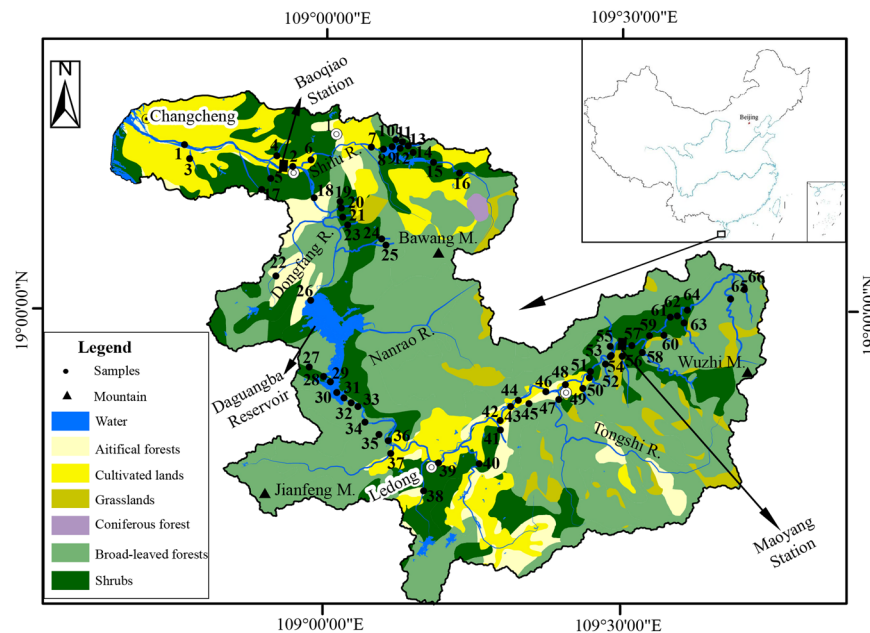 109°00'00"E
109°30'00"E
N
Baoqiao
Station
Beijing
Changcheng
Shilu R.
1
3
4
2
6
5
17
7
10
11
13
8
9
12
14
15
16
18
19
20
21
23
24
25
Bawang M.
Dongfang R.
22
26
19°00'00"N
19°00'00"N
Nanrao R.
Daguangba
Reservoir
27
28
29
30
31
32
33
34
35
36
37
38
39
40
41
42
43
44
45
46
47
48
49
50
51
52
53
54
55
56
57
58
59
60
61
62
63
64
65
66
Wuzhi M.
Tongshi R.
Ledong
Jianfeng M.
Maoyang
Station
Legend
Samples
Mountain
Water
Aitifical forests
Cultivated lands
Grasslands
Coniferous forest
Broad-leaved forests
Shrubs
109°00'00"E
109°30'00"E